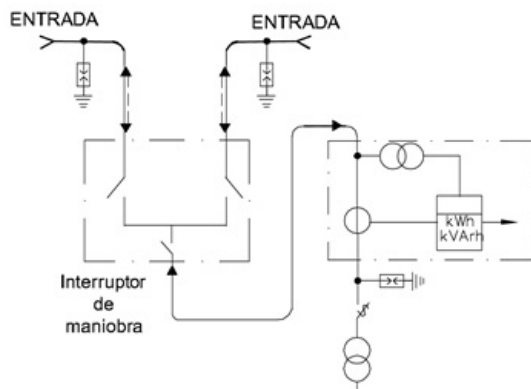 ENTRADA
ENTRADA
kWh
kVArh
Interruptor
de
maniobra